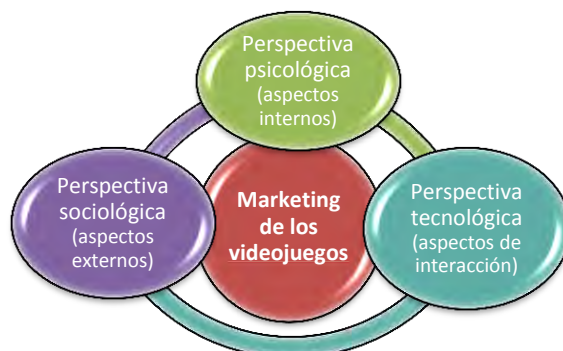 Perspectiva
psicológica
(aspectos
internos)
Perspectiva
sociológica
(aspectos
externos)
Marketing
de los
videojuegos
Perspectiva
tecnológica
(aspectos de
interacción)